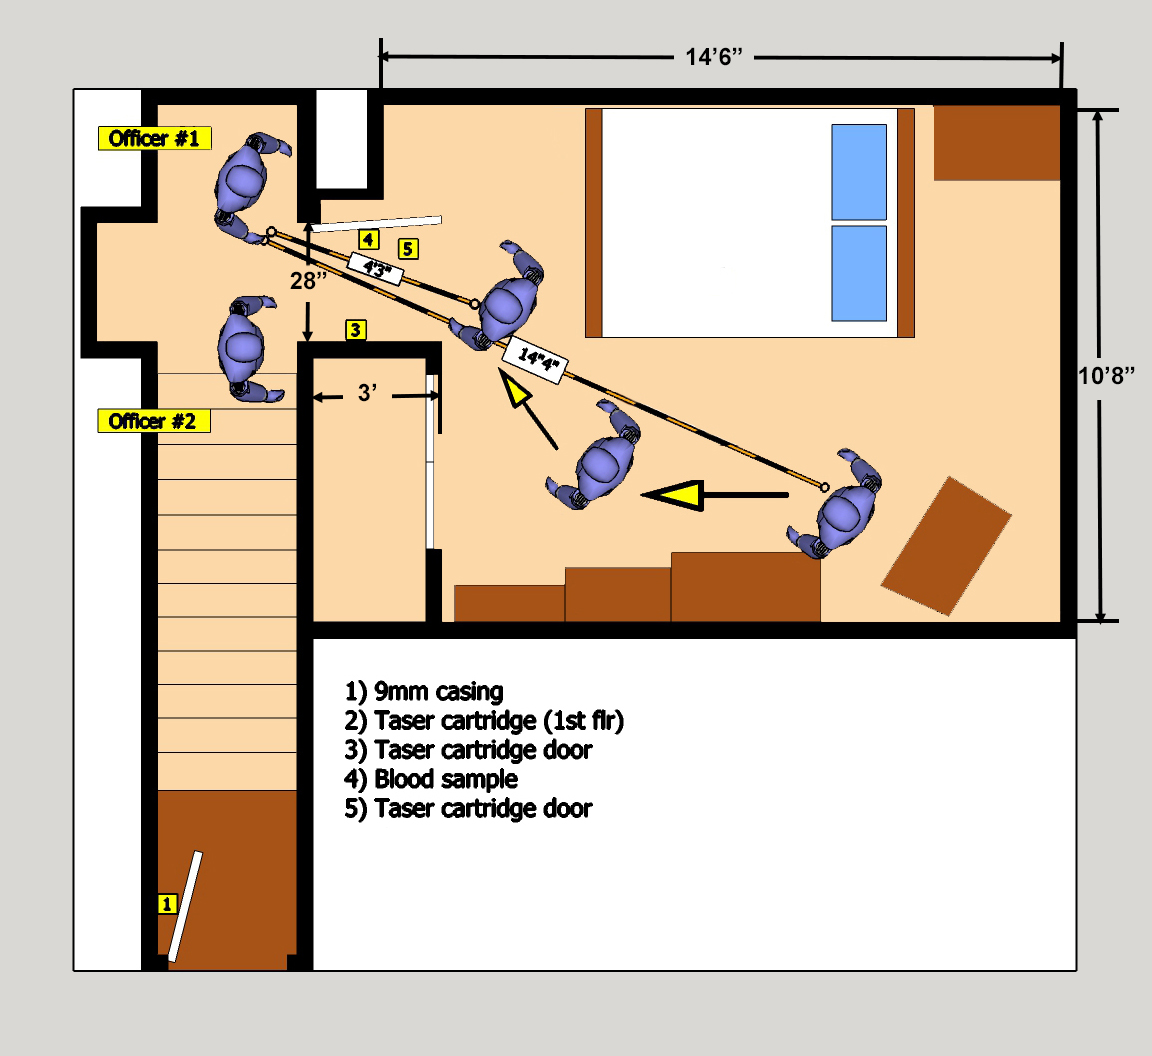 14’6”
Officer #1
4
5
4'3"
28”
3
14"4"
10’8”
3’
Officer #2
1) 9mm casing
2) Taser cartridge (1st flr)
3) Taser cartridge door
4) Blood sample
5) Taser cartridge door
1